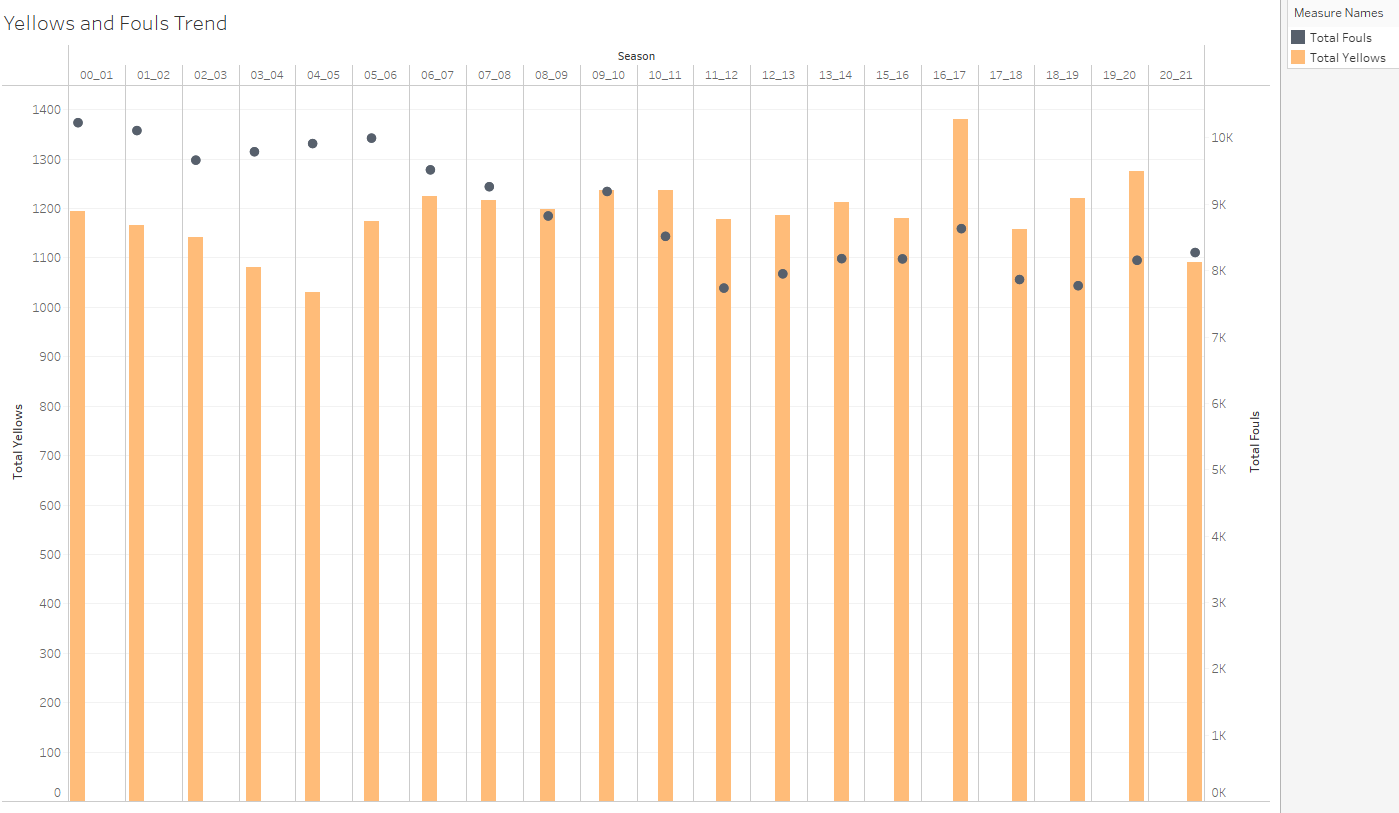 Yellows and Fouls Trend
Measure Names
Total Fouls
Total Yellows
Season
00_01 01_02 02_03 03_04 04_05 05_06 06_07 07_08 08_09 09_10 10_11 11_12 12_13 13_14 15_16 16_17 17_18 18_19 19_20 20_21
1400
1300
1200
1100
1000
900
800
700
600
500
400
300
200
100
0
Total Yellows
10K
9K
8K
7K
6K
5K
4K
3K
2K
1K
0K
Total Fouls